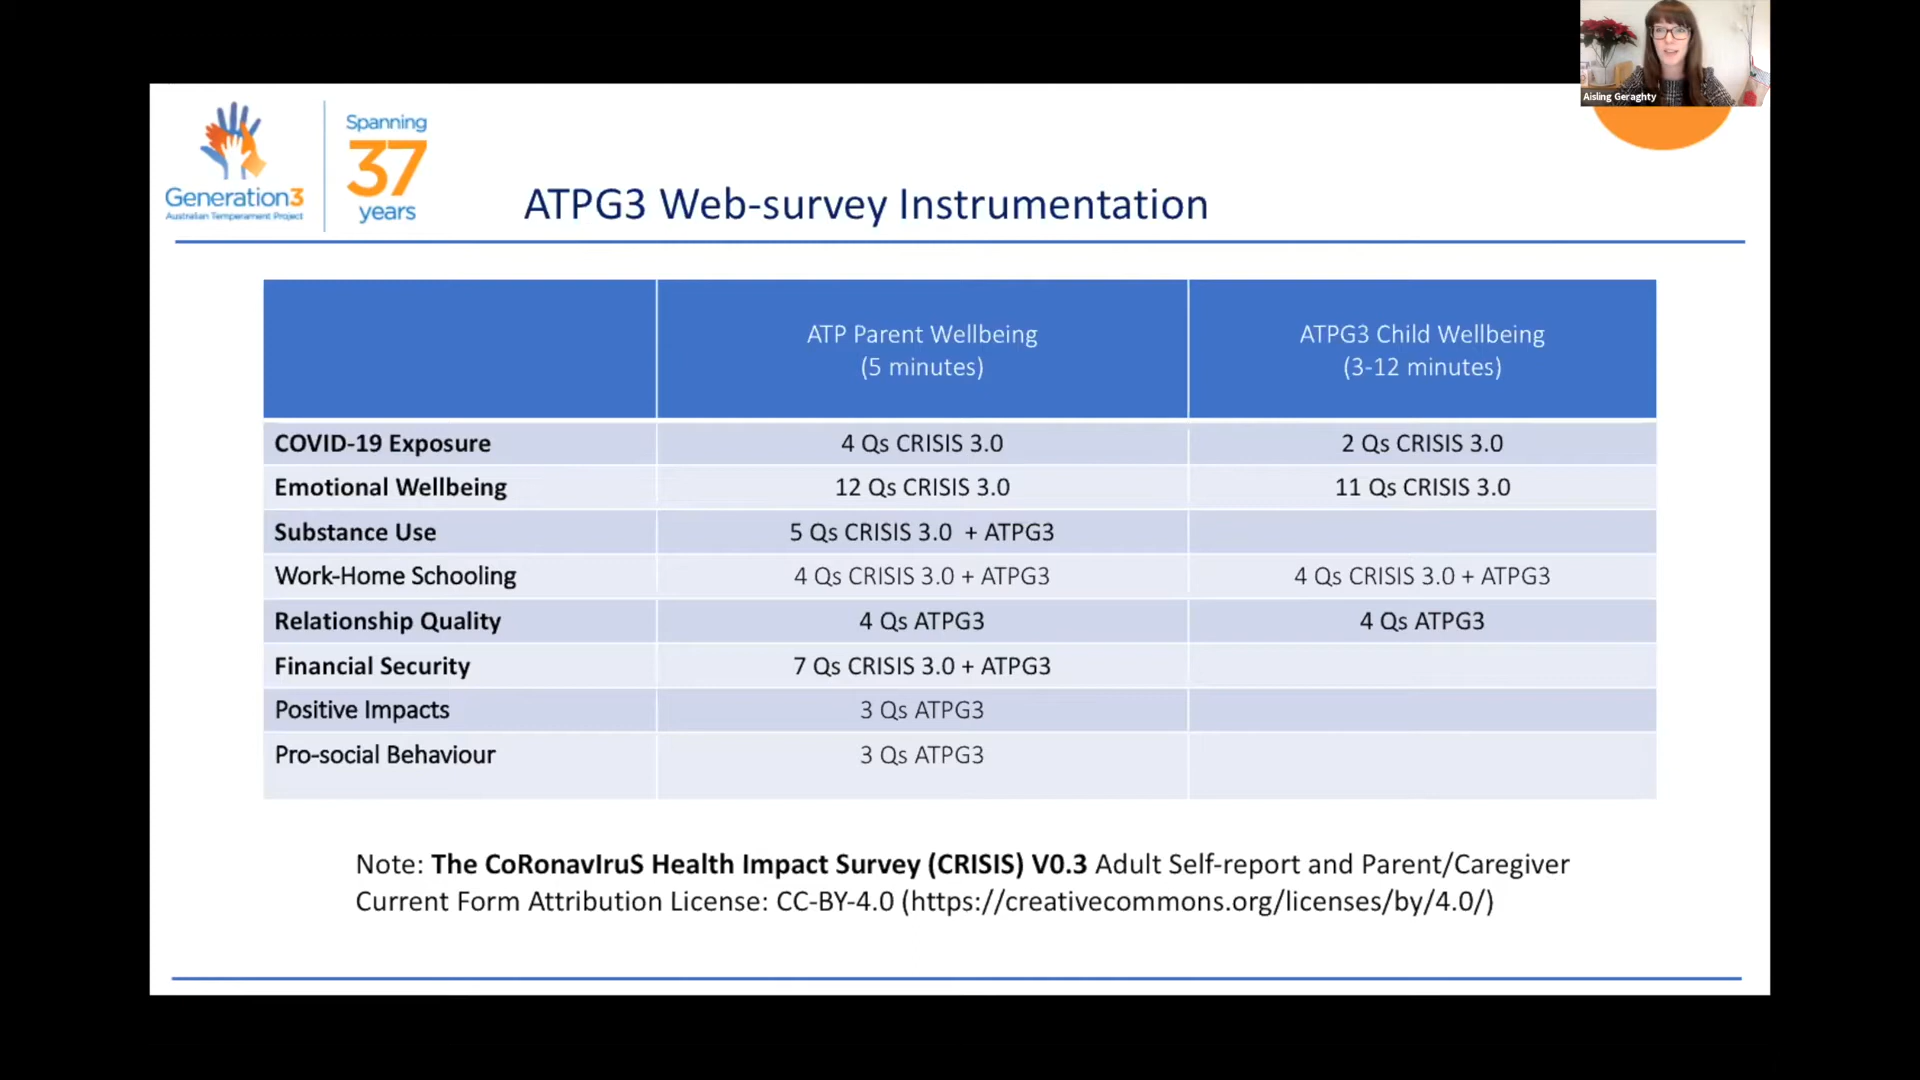 Aisling Geraghty
Generation3
Australian Temperament Project
Spanning
37
years
ATPG3 Web-survey Instrumentation
ATP Parent Wellbeing
(5 minutes)
ATPG3 Child Wellbeing
(3-12 minutes)
COVID-19 Exposure 4 Qs CRISIS 3.0 2 Qs CRISIS 3.0
Emotional Wellbeing 12 Qs CRISIS 3.0 11 Qs CRISIS 3.0
Substance Use 5 Qs CRISIS 3.0 + ATPG3
Work-Home Schooling 4 Qs CRISIS 3.0 + ATPG3 4 Qs CRISIS 3.0 + ATPG3
Relationship Quality 4 Qs ATPG3 4 Qs ATPG3
Financial Security 7 Qs CRISIS 3.0 + ATPG3
Positive Impacts 3 Qs ATPG3
Pro-social Behaviour 3 Qs ATPG3
Note: The CoRonavIruS Health Impact Survey (CRISIS) V0.3 Adult Self-report and Parent/Caregiver
Current Form Attribution License: CC-BY-4.0 (https://creativecommons.org/licenses/by/4.0/)